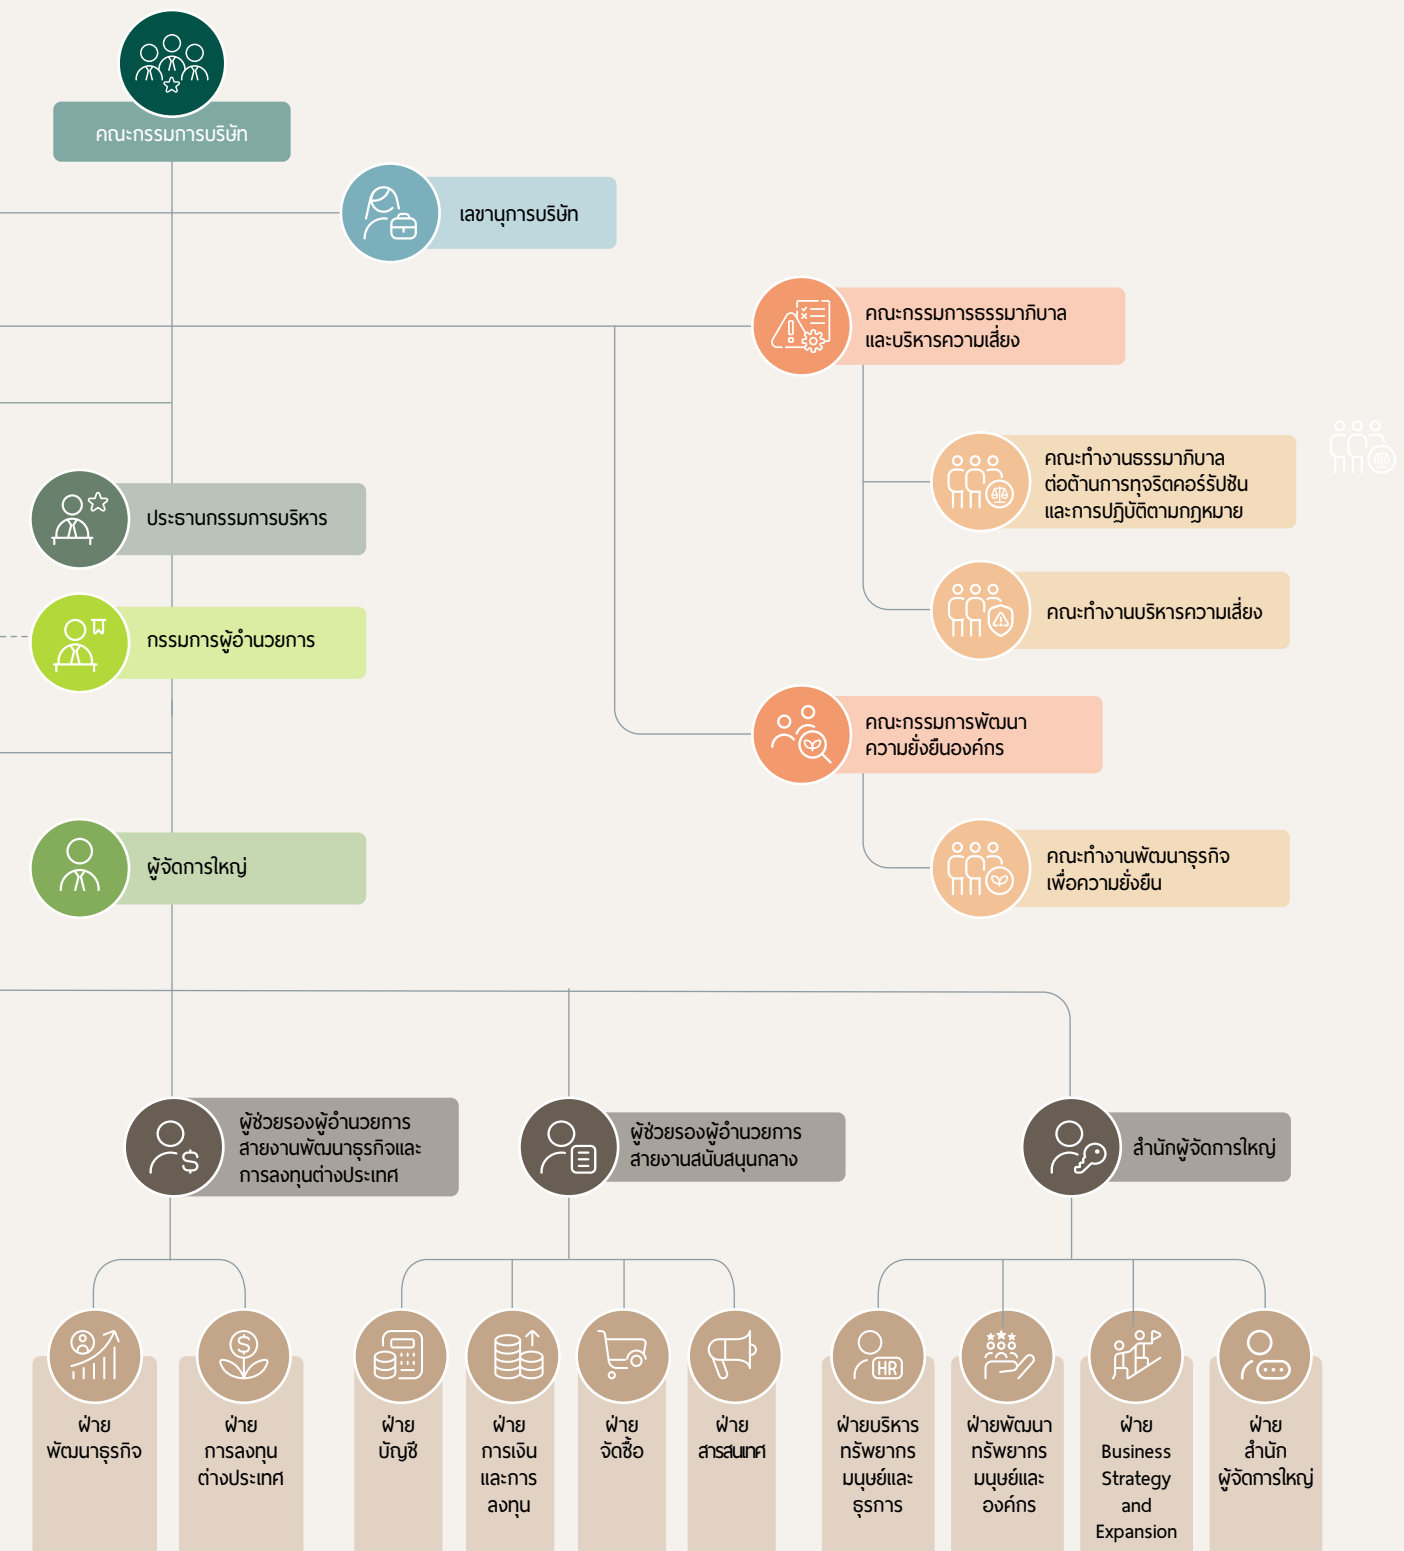 คณะกรรมการบริษัท
เลขานุการบริษัท
คณะกรรมการธรรมาภิบาล
และบริหารความเสี่ยง
คณะทำงานธรรมาภิบาล
ต่อต้านการทุจริตคอร์รัปชัน
และการปฏิบัติตามกฎหมาย
ประธานกรรมการบริหาร
คณะทำงานบริหารความเสี่ยง
กรรมการผู้อำนวยการ
คณะกรรมการพัฒนา
ความยั่งยืนองค์กร
ผู้จัดการใหญ่
คณะทำงานพัฒนาธุรกิจ
เพื่อความยั่งยืน
ผู้ช่วยรองผู้อำนวยการ
สายงานพัฒนาธุรกิจและ
การลงทุนต่างประเทศ
ผู้ช่วยรองผู้อำนวยการ
สายงานสนับสนุนกลาง
สำนักผู้จัดการใหญ่
ฝ่าย
พัฒนาธุรกิจ
ฝ่าย
การลงทุน
ต่างประเทศ
ฝ่าย
บัญชี
ฝ่าย
การเงิน
และการ
ลงทุน
ฝ่าย
จัดซื้อ
ฝ่าย
สารสนเทศ
HR
ฝ่ายบริหาร
ทรัพยากร
มนุษย์และ
ธุรการ
ฝ่ายพัฒนา
ทรัพยากร
มนุษย์และ
องค์กร
ฝ่าย
Business
Strategy
and
Expansion
ฝ่าย
สำนัก
ผู้จัดการใหญ่